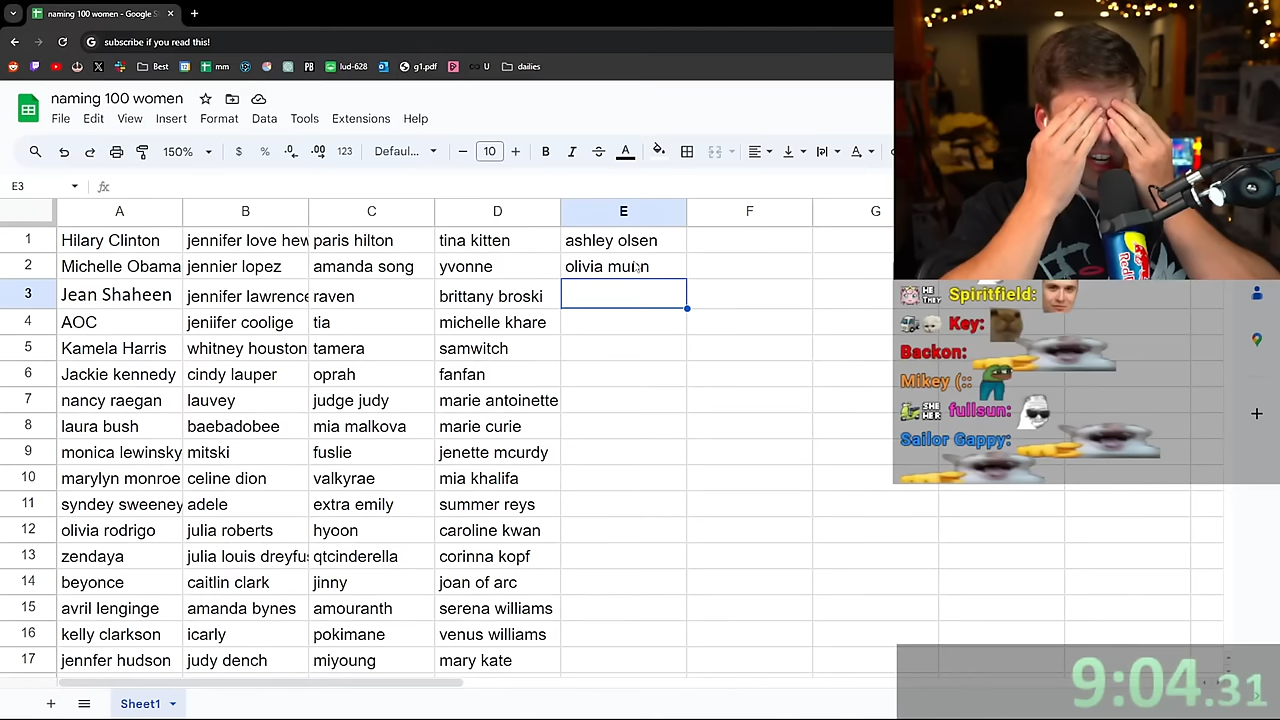 naming 100 women - Google S
subscribe if you read this!
Best
mm
PB
lud-628
g1.pdf
U
dailies
naming 100 women
File Edit View Insert Format Data Tools Extensions Help
150% $ % .0 .00 123 Defaul... 10 B I A
E3 fx
A B C D E F G
1 Hilary Clinton jennifer love hew paris hilton tina kitten ashley olsen
2 Michelle Obama jennier lopez amanda song yvonne olivia munn
3 Jean Shaheen jennifer lawrence raven brittany broski
4 AOC jeniifer coolige tia michelle khare
5 Kamela Harris whitney houston tamera samwitch
6 Jackie kennedy cindy lauper oprah fanfan
7 nancy raegan lauvey judge judy marie antoinette
8 laura bush baebadobee mia malkova marie curie
9 monica lewinsky mitski fuslie jenette mcurdy
10 marylyn monroe celine dion valkyrae mia khalifa
11 syndey sweeney adele extra emily summer reys
12 olivia rodrigo julia roberts hyoon caroline kwan
13 zendaya julia louis dreyfu qtcinderella corinna kopf
14 beyonce caitlin clark jinny joan of arc
15 avril lenginge amanda bynes amouranth serena williams
16 kelly clarkson icarly pokimane venus williams
17 jennfer hudson judy dench miyoung mary kate
Sheet1
RedB
HE THEY Spiritfield:
Key:
Backon:
Mikey (::
SHE HER fullsun:
Sailor Gappy:
9:04.31